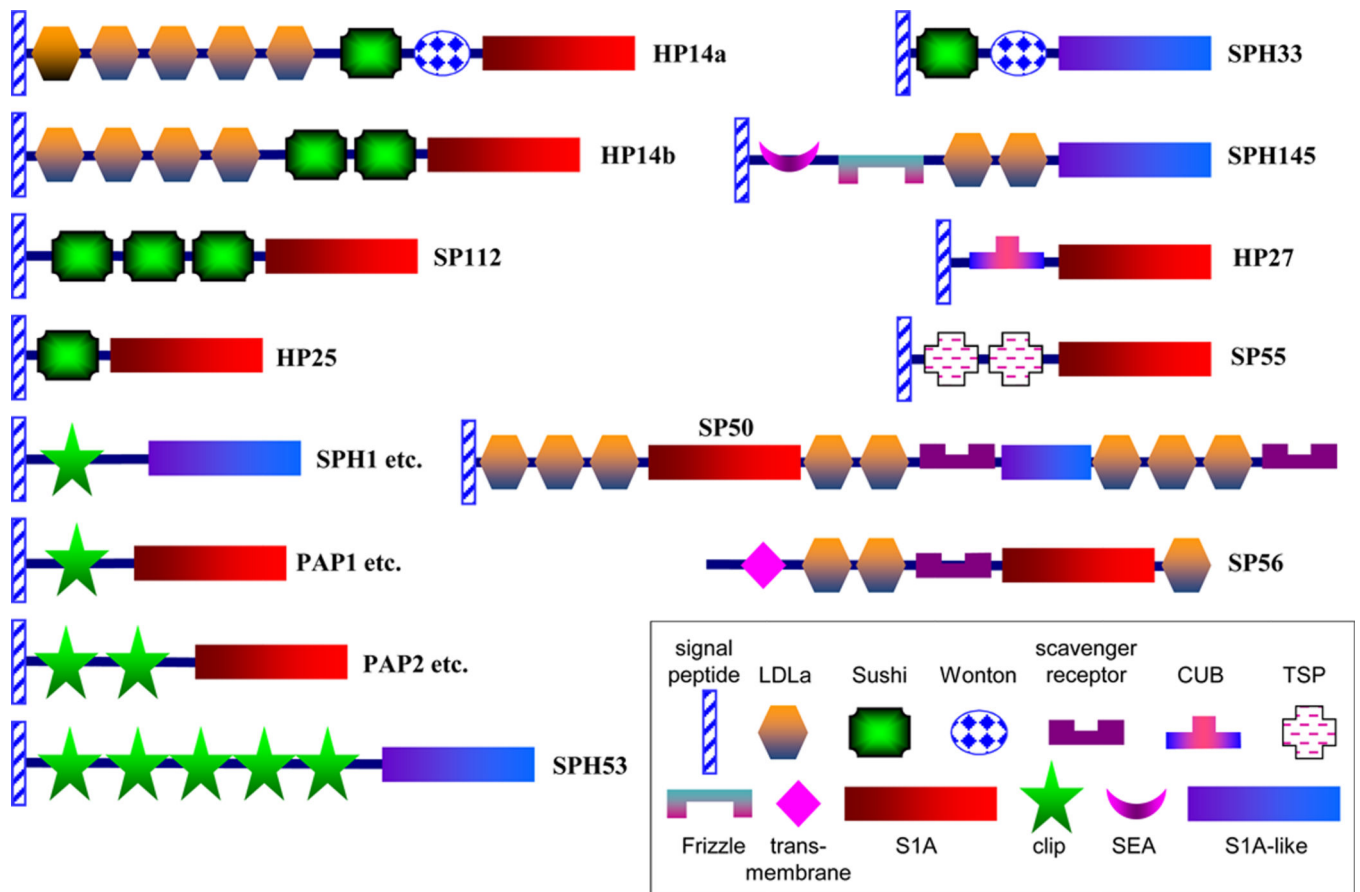 HP14a
SPH33
HP14b
SPH145
SP112
HP27
HP25
SP55
SPH1 etc.
SP50
PAP1 etc.
SP56
PAP2 etc.
SPH53
signal
peptide
LDLa
Sushi
Wonton
scavenger
receptor
CUB
TSP
Frizzle
trans-
membrane
S1A
clip
SEA
S1A-like